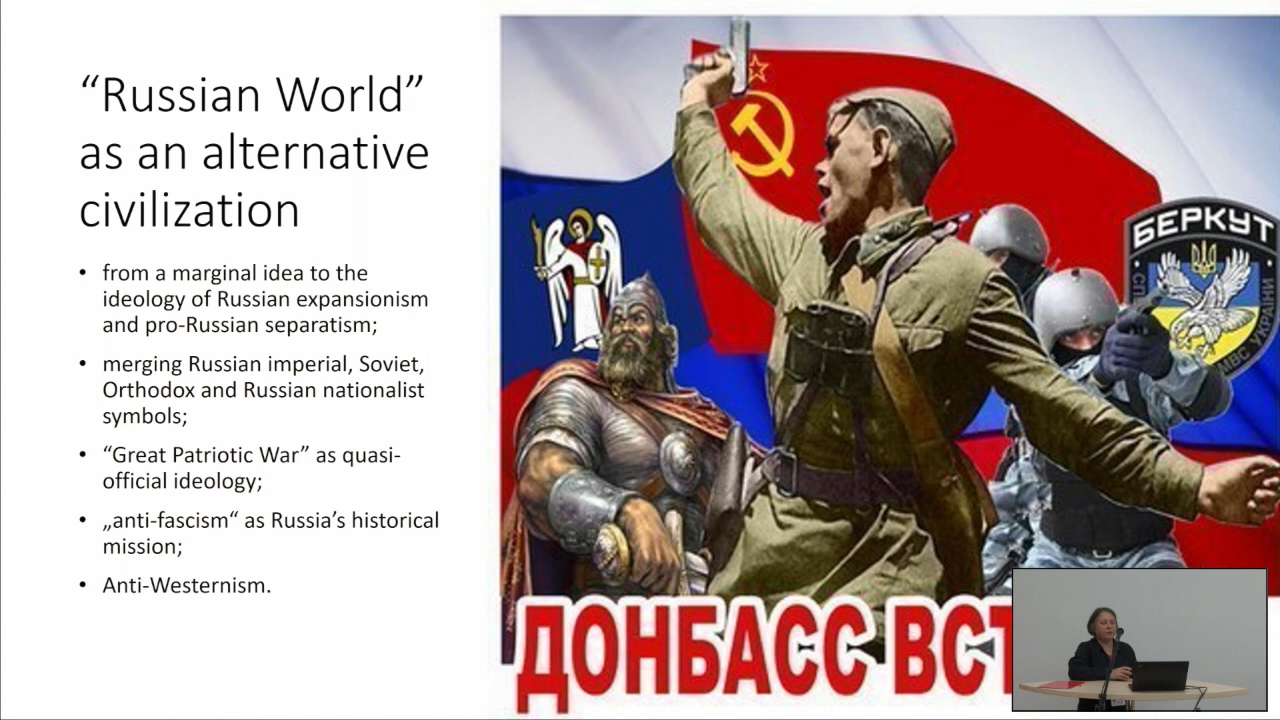 “Russian World”
as an alternative
civilization
• from a marginal idea to the
ideology of Russian expansionism
and pro-Russian separatism;
• merging Russian imperial, Soviet,
Orthodox and Russian nationalist
symbols;
• “Great Patriotic War” as quasi-
official ideology;
• „anti-fascism“ as Russia’s historical
mission;
• Anti-Westernism.
БЕРКУТ
МВС УКРАЇНИ
ДОНБАСС ВСТ